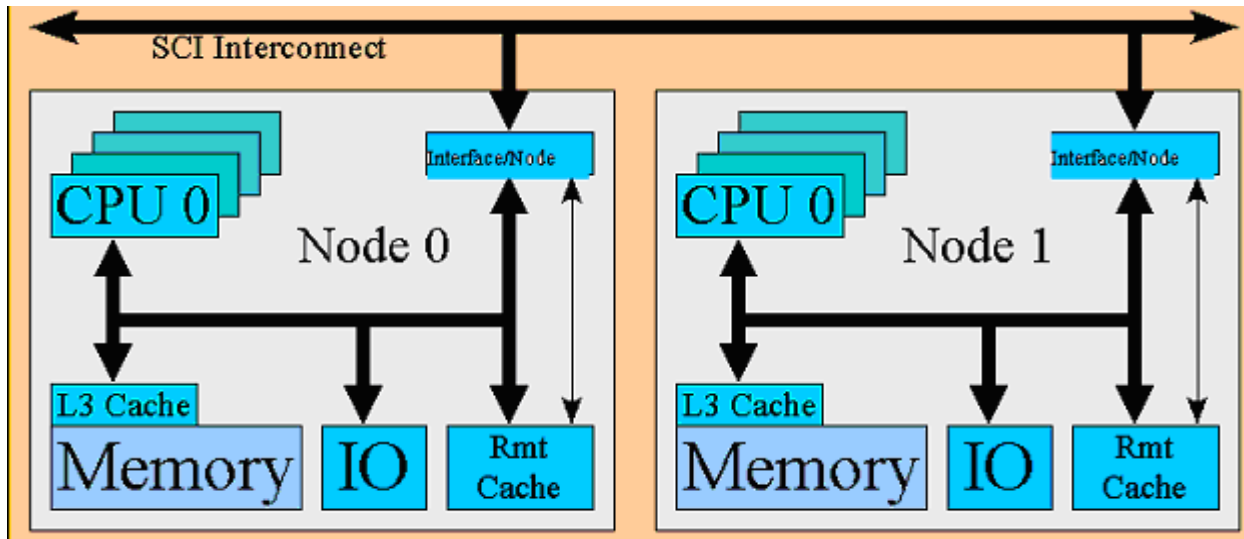 SCI Interconnect
Interface/Node
CPU 0
Node 0
L3 Cache
Memory
IO
Rmt
Cache
Interface/Node
CPU 0
Node 1
L3 Cache
Memory
IO
Rmt
Cache